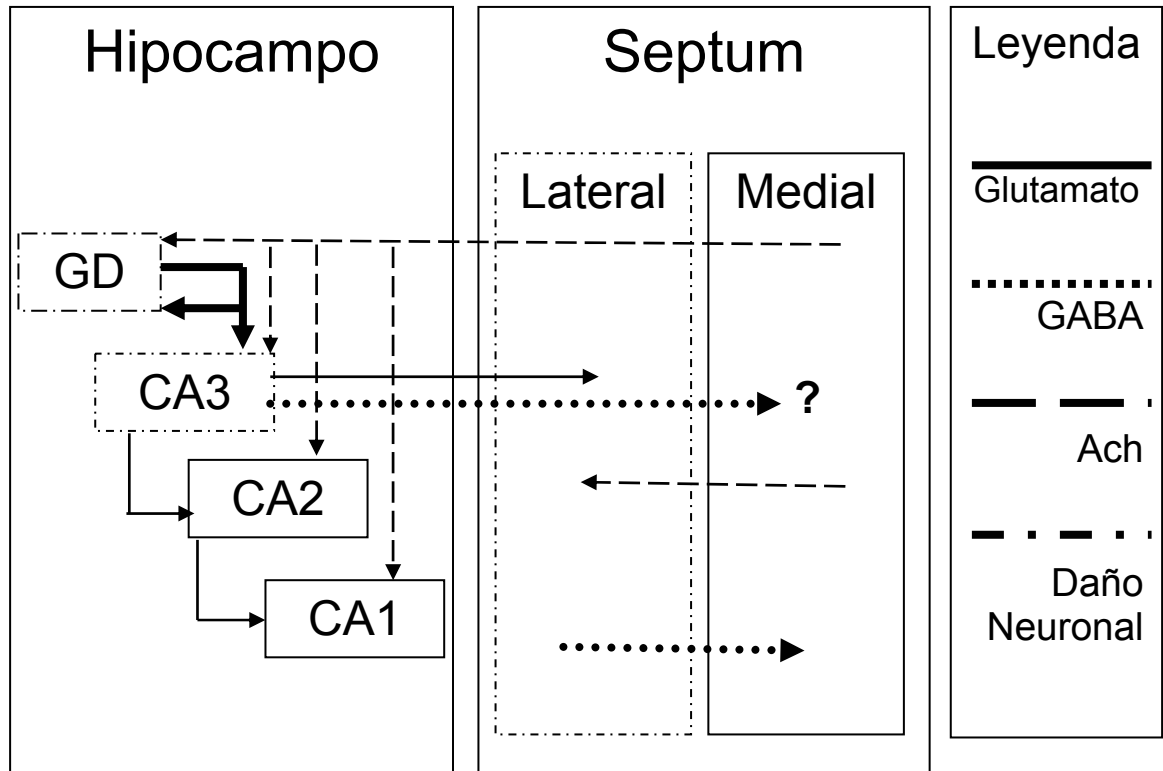 Hipocampo
Septum
Leyenda
Lateral
Medial
Glutamato
GD
GABA
CA3
?
Ach
CA2
CA1
Daño
Neuronal